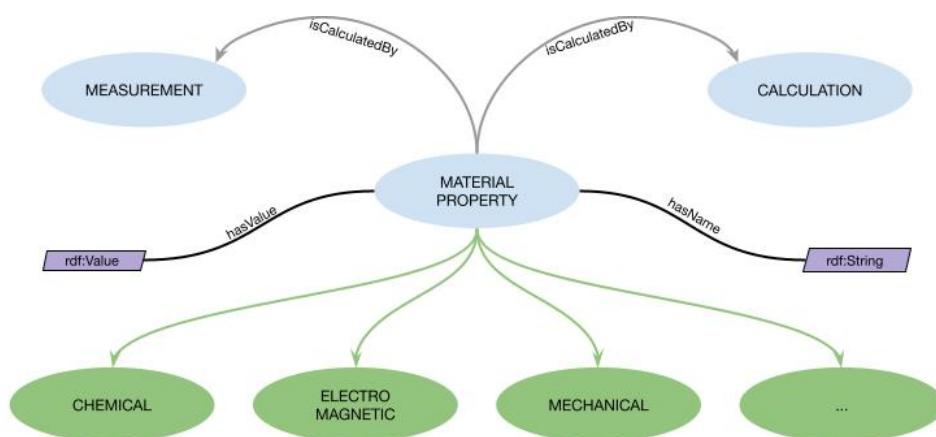 isCalculatedBy
isCalculatedBy
MEASUREMENT
CALCULATION
MATERIAL
PROPERTY
hasValue
hasName
rdf:Value
rdf:String
CHEMICAL
ELECTRO
MAGNETIC
MECHANICAL
...